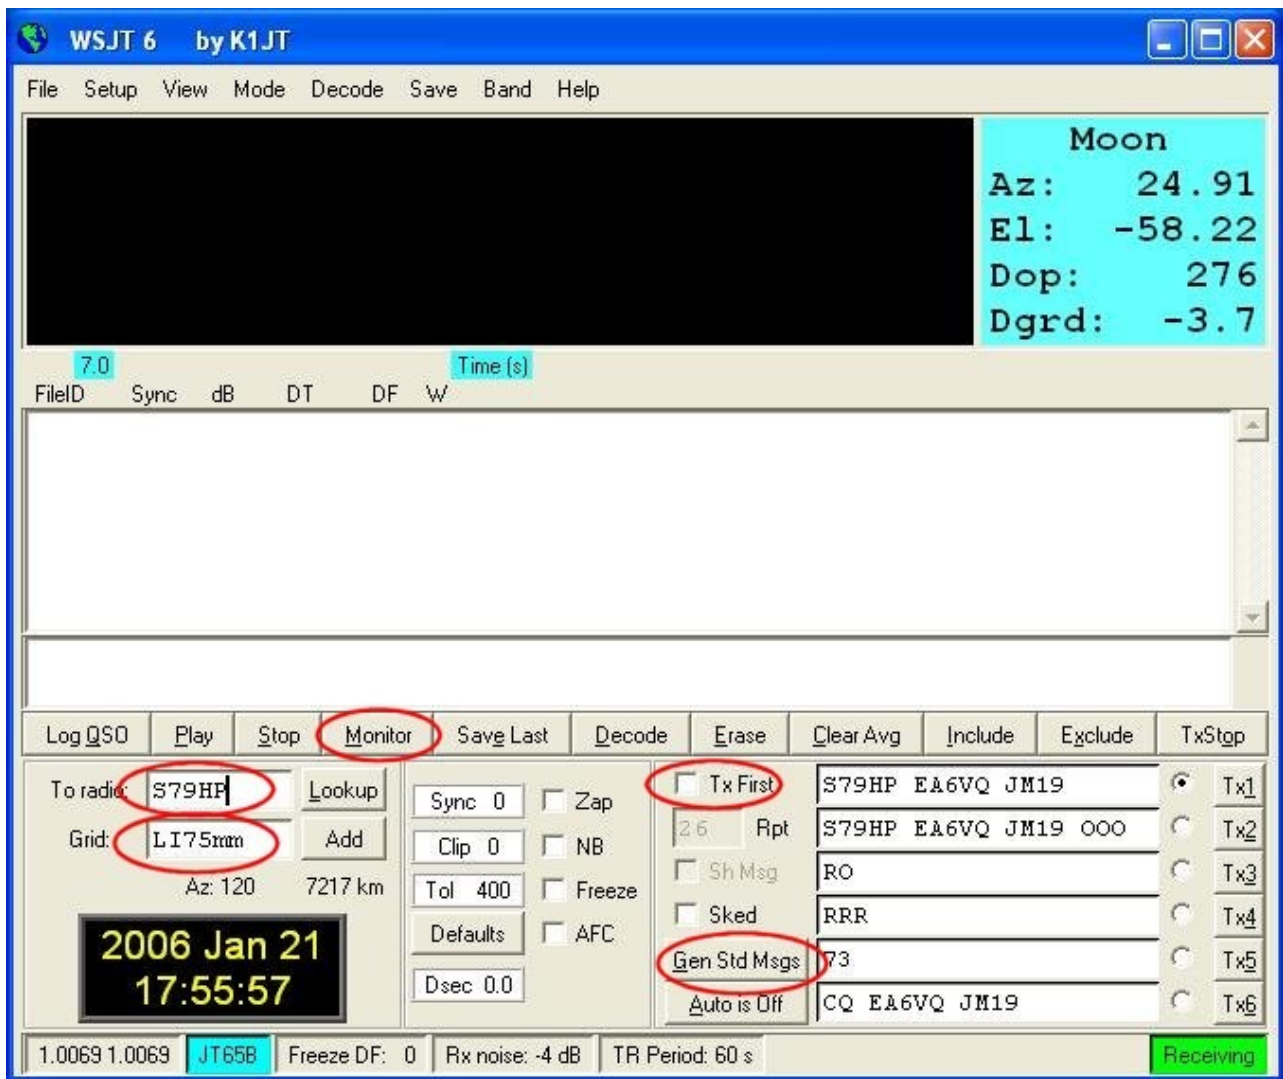 WSJT 6 by K1JT
File Setup View Mode Decode Save Band Help
Moon
Az: 24.91
El: -58.22
Dop: 276
Dgrd: -3.7
7.0 Time (s)
FileID Sync dB DT DF W
Log QSO Play Stop Monitor Save Last Decode Erase Clear Avg Include Exclude TxStop
To radio: S79HP Lookup
Grid: LI75mm Add
Az: 120 7217 km
2006 Jan 21
17:55:57
Sync 0 Zap
Clip 0 NB
Tol 400 Freeze
Defaults AFC
Dsec 0.0
Tx First S79HP EA6VQ JM19 Tx1
26 Rpt S79HP EA6VQ JM19 OOO Tx2
Sh Msg RO Tx3
Sked RRR Tx4
Gen Std Msgs 73 Tx5
Auto is Off CQ EA6VQ JM19 Tx6
1.0069 1.0069 JT65B Freeze DF: 0 Rx noise: -4 dB TR Period: 60 s Receiving